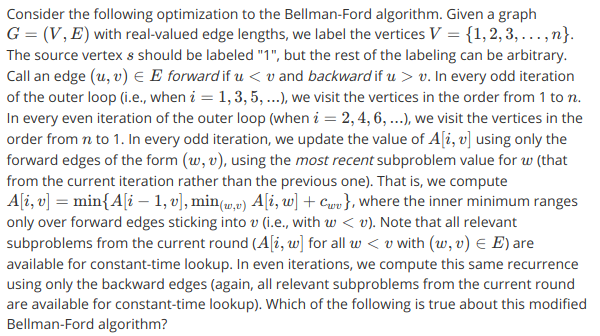 Consider the following optimization to the Bellman-Ford algorithm. Given a graph
G = (V, E) with real-valued edge lengths, we label the vertices V = {1, 2, 3, . . . , n}.
The source vertex s should be labeled "1", but the rest of the labeling can be arbitrary.
Call an edge (u, v) ∈ E forward if u < v and backward if u > v. In every odd iteration
of the outer loop (i.e., when i = 1, 3, 5, ...), we visit the vertices in the order from 1 to n.
In every even iteration of the outer loop (when i = 2, 4, 6, ...), we visit the vertices in the
order from n to 1. In every odd iteration, we update the value of A[i, v] using only the
forward edges of the form (w, v), using the most recent subproblem value for w (that
from the current iteration rather than the previous one). That is, we compute
A[i, v] = min{A[i − 1, v], min_{(w,v)} A[i, w] + c_{wv}}, where the inner minimum ranges
only over forward edges sticking into v (i.e., with w < v). Note that all relevant
subproblems from the current round (A[i, w] for all w < v with (w, v) ∈ E) are
available for constant-time lookup. In even iterations, we compute this same recurrence
using only the backward edges (again, all relevant subproblems from the current round
are available for constant-time lookup). Which of the following is true about this modified
Bellman-Ford algorithm?